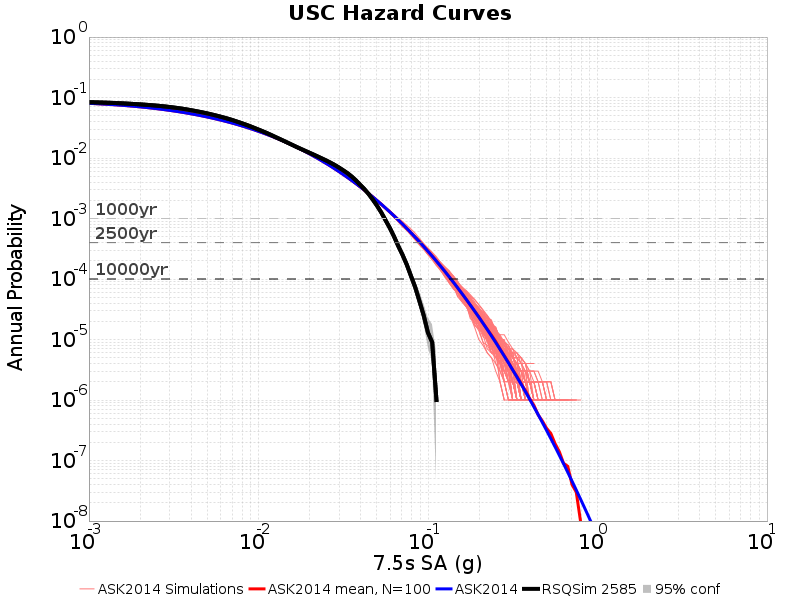 USC Hazard Curves
Annual Probability
10^0
10^-1
10^-2
10^-3
10^-4
10^-5
10^-6
10^-7
10^-8
1000yr
2500yr
10000yr
10^-3 10^-2 10^-1 10^0 10^1
7.5s SA (g)
ASK2014 Simulations ASK2014 mean, N=100 ASK2014 RSQSim 2585 95% conf